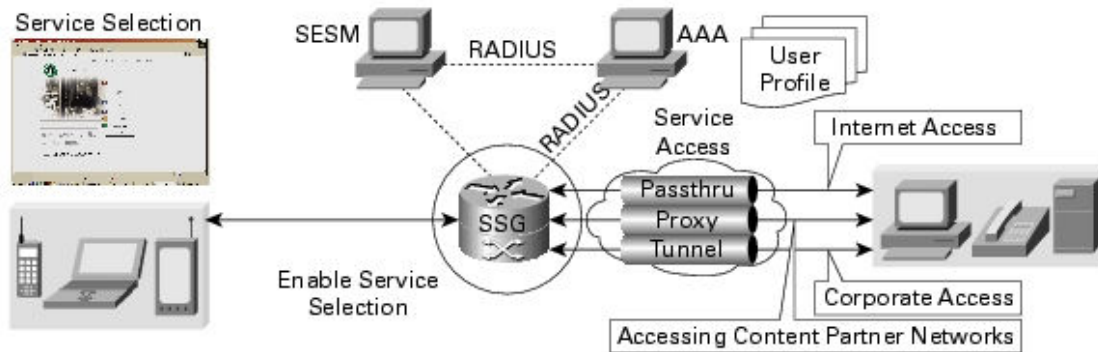 Service Selection
SESM
RADIUS
AAA
User
Profile
RADIUS
Service
Access
Internet Access
Passthru
SSG
Proxy
Tunnel
Enable Service
Selection
Corporate Access
Accessing Content Partner Networks